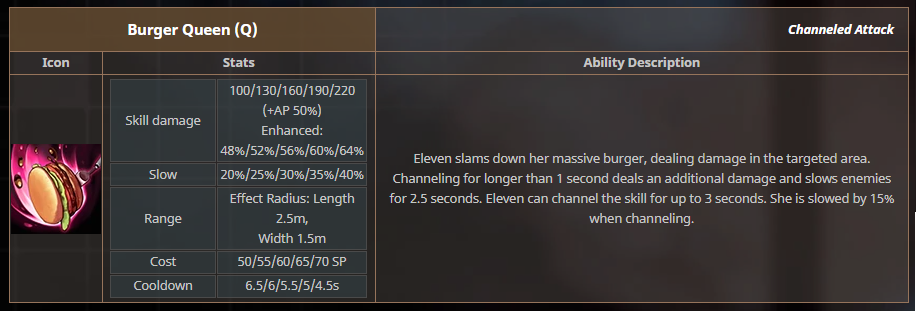 Burger Queen (Q)
Channeled Attack
Icon
Stats
Ability Description
Skill damage
100/130/160/190/220
(+AP 50%)
Enhanced:
48%/52%/56%/60%/64%
Slow
20%/25%/30%/35%/40%
Range
Effect Radius: Length
2.5m,
Width 1.5m
Cost
50/55/60/65/70 SP
Cooldown
6.5/6/5.5/5/4.5s
Eleven slams down her massive burger, dealing damage in the targeted area.
Channeling for longer than 1 second deals an additional damage and slows enemies
for 2.5 seconds. Eleven can channel the skill for up to 3 seconds. She is slowed by 15%
when channeling.